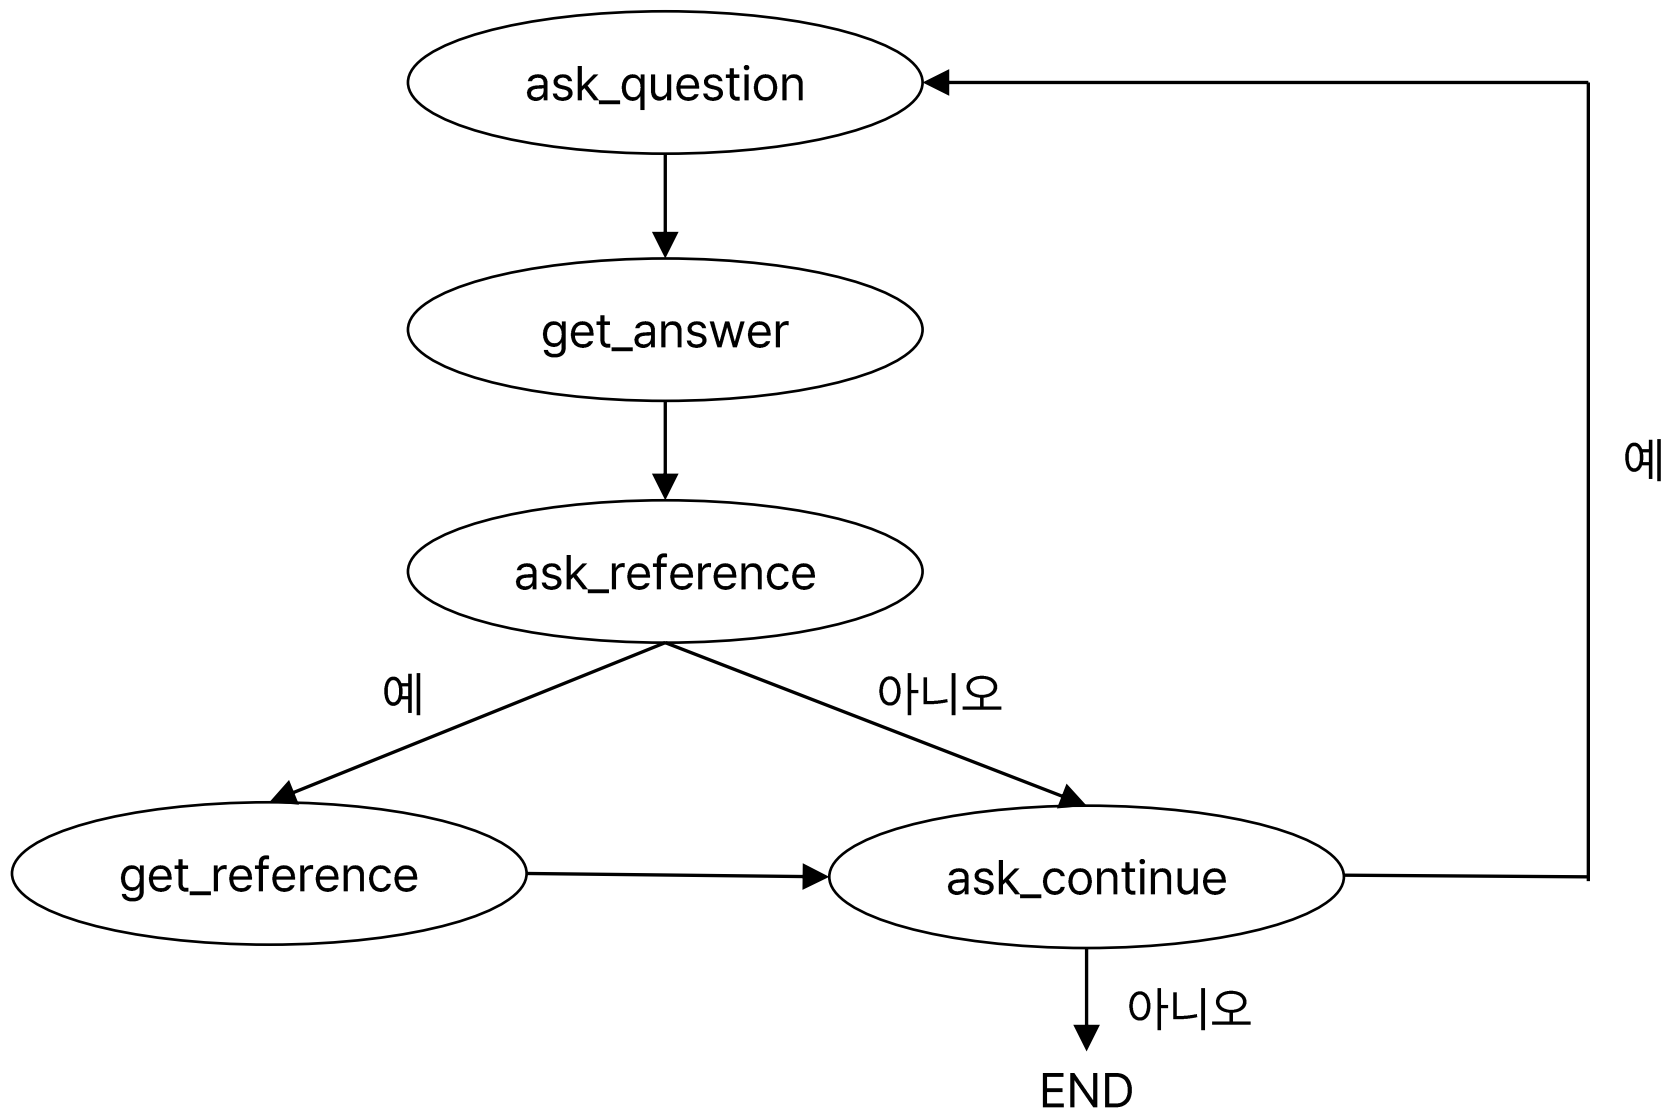 ask_question
get_answer
예
ask_reference
예
아니오
get_reference
ask_continue
아니오
END